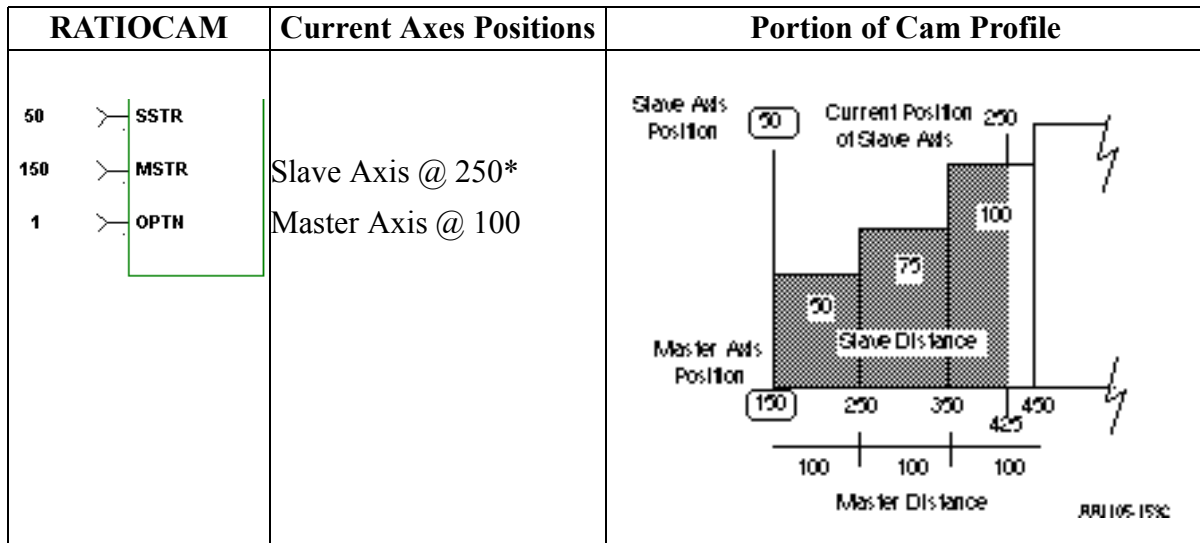 RATIOCAM
Current Axes Positions
Portion of Cam Profile
50 SSTR
150 MSTR
1 OPTN
Slave Axis @ 250*
Master Axis @ 100
Slave Axis
Position
50
Current Position
of Slave Axis
250
100
75
50
Slave Distance
Master Axis
Position
150 250 350 450
425
100 100 100
Master Distance